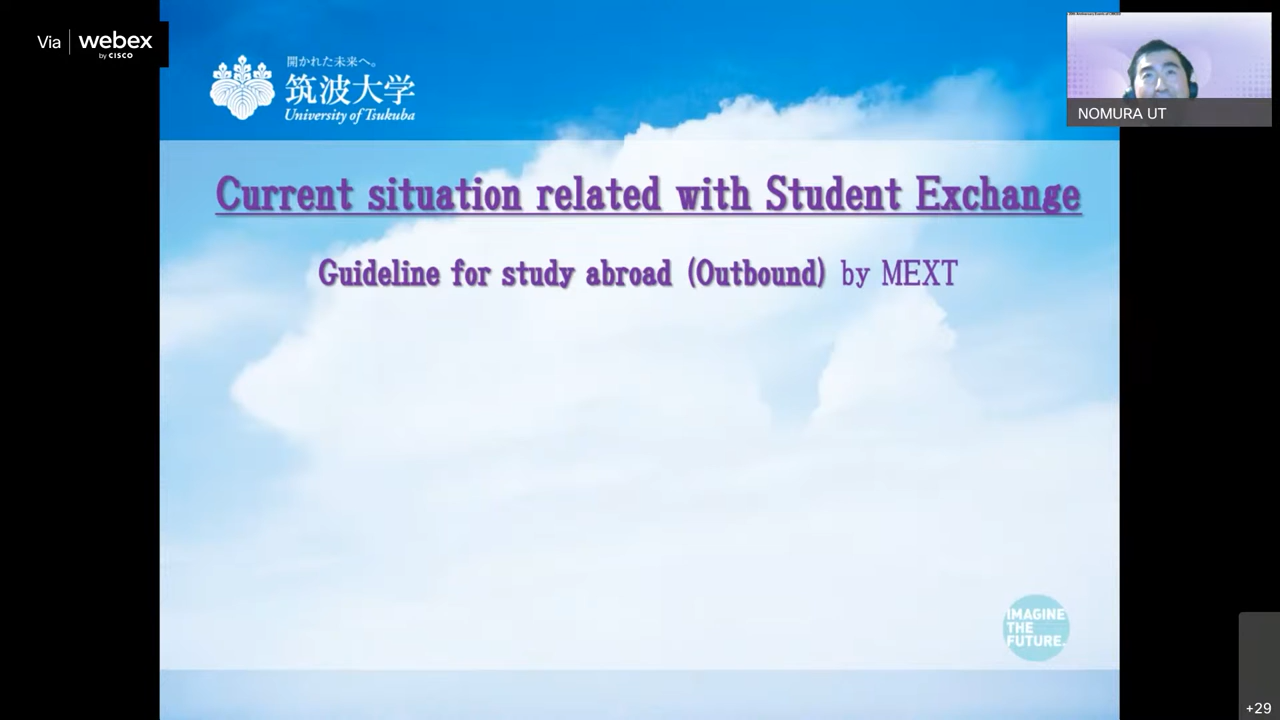 Via webex
by CISCO
開かれた未来へ。
筑波大学
University of Tsukuba
NOMURA UT
Current situation related with Student Exchange
Guideline for study abroad (Outbound) by MEXT
IMAGINE
THE
FUTURE.
+29